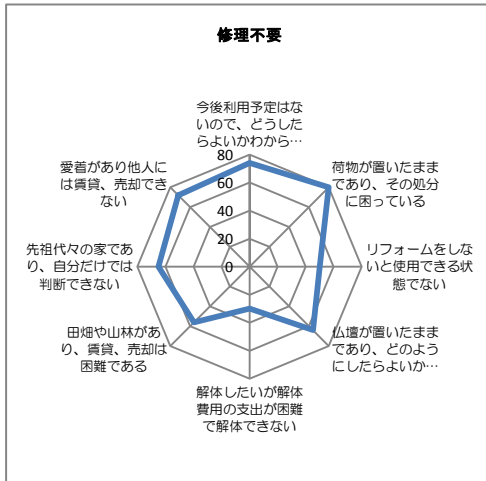 修理不要
今後利用予定はな
いので、どうした
らよいかわから…
荷物が置いたまま
であり、その処分
に困っている
リフォームをしな
いと使用できる状
態でない
仏壇が置いたまま
であり、どのよう
にしたらよいか…
解体したいが解体
費用の支出が困難
で解体できない
田畑や山林があ
り、賃貸、売却は
困難である
先祖代々の家であ
り、自分だけでは
判断できない
愛着があり他人に
は賃貸、売却でき
ない
80
60
40
20
0